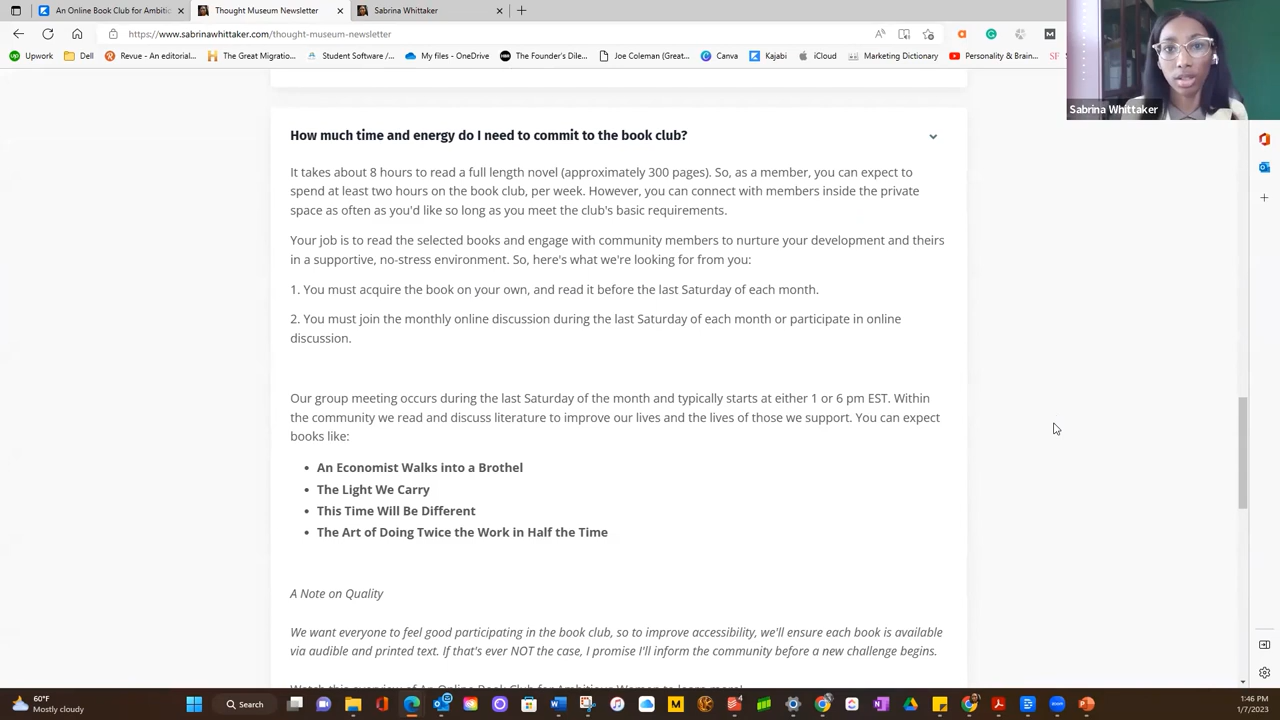 An Online Book Club for Ambitio
Thought Museum Newsletter
Sabrina Whittaker
https://www.sabrinawhittaker.com/thought-museum-newsletter
Upwork
Dell
Revue - An editorial...
The Great Migratio...
Student Software /...
My files - OneDrive
The Founder's Dile...
Joe Coleman (Great...
Canva
Kajabi
iCloud
Marketing Dictionary
Personality & Brain...
SF
Sabrina Whittaker
How much time and energy do I need to commit to the book club?
It takes about 8 hours to read a full length novel (approximately 300 pages). So, as a member, you can expect to
spend at least two hours on the book club, per week. However, you can connect with members inside the private
space as often as you'd like so long as you meet the club's basic requirements.
Your job is to read the selected books and engage with community members to nurture your development and theirs
in a supportive, no-stress environment. So, here's what we're looking for from you:
1. You must acquire the book on your own, and read it before the last Saturday of each month.
2. You must join the monthly online discussion during the last Saturday of each month or participate in online
discussion.
Our group meeting occurs during the last Saturday of the month and typically starts at either 1 or 6 pm EST. Within
the community we read and discuss literature to improve our lives and the lives of those we support. You can expect
books like:
• An Economist Walks into a Brothel
• The Light We Carry
• This Time Will Be Different
• The Art of Doing Twice the Work in Half the Time
A Note on Quality
We want everyone to feel good participating in the book club, so to improve accessibility, we'll ensure each book is available
via audible and printed text. If that's ever NOT the case, I promise I'll inform the community before a new challenge begins.
Watch this overview of An Online Book Club for Ambitious Women to learn more!
60°F
Mostly cloudy
Search
1:46 PM
1/7/2023